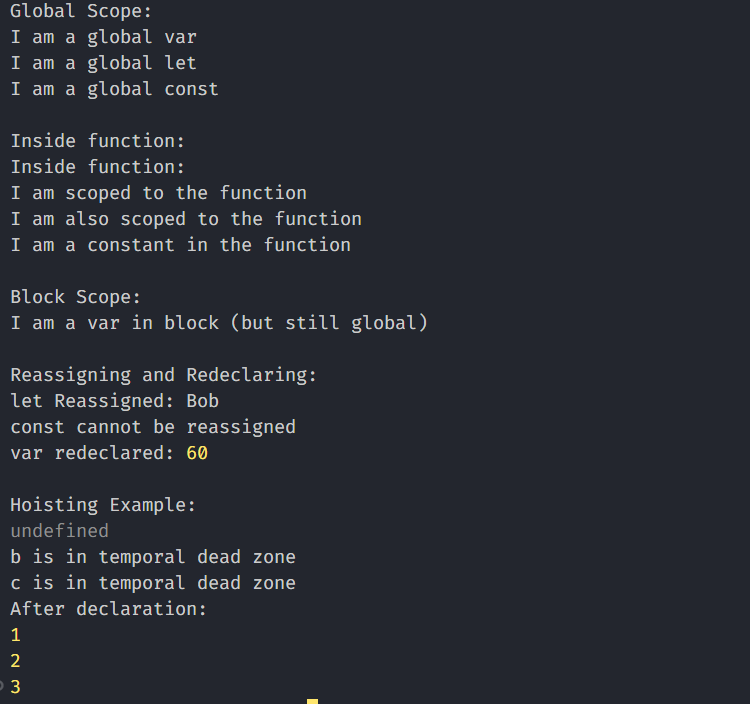 Global Scope:
I am a global var
I am a global let
I am a global const
Inside function:
Inside function:
I am scoped to the function
I am also scoped to the function
I am a constant in the function
Block Scope:
I am a var in block (but still global)
Reassigning and Redeclaring:
let Reassigned: Bob
const cannot be reassigned
var redeclared: 60
Hoisting Example:
undefined
b is in temporal dead zone
c is in temporal dead zone
After declaration:
1
2
3